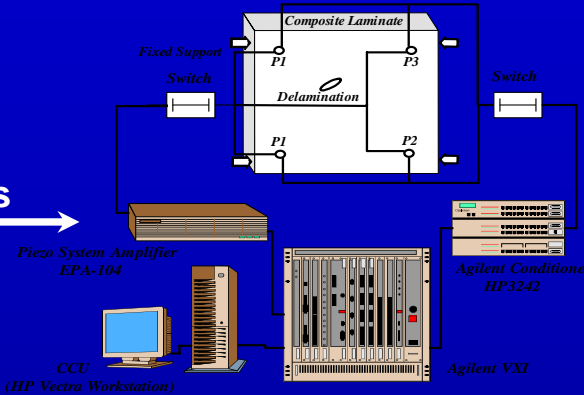 Composite Laminate
Fixed Support
P1
P3
Switch
Switch
Delamination
P1
P2
s
Piezo System Amplifier
EPA-104
Agilent Conditione
HP3242
UCU
(HP Vectra Workstation)
Agilent VXI